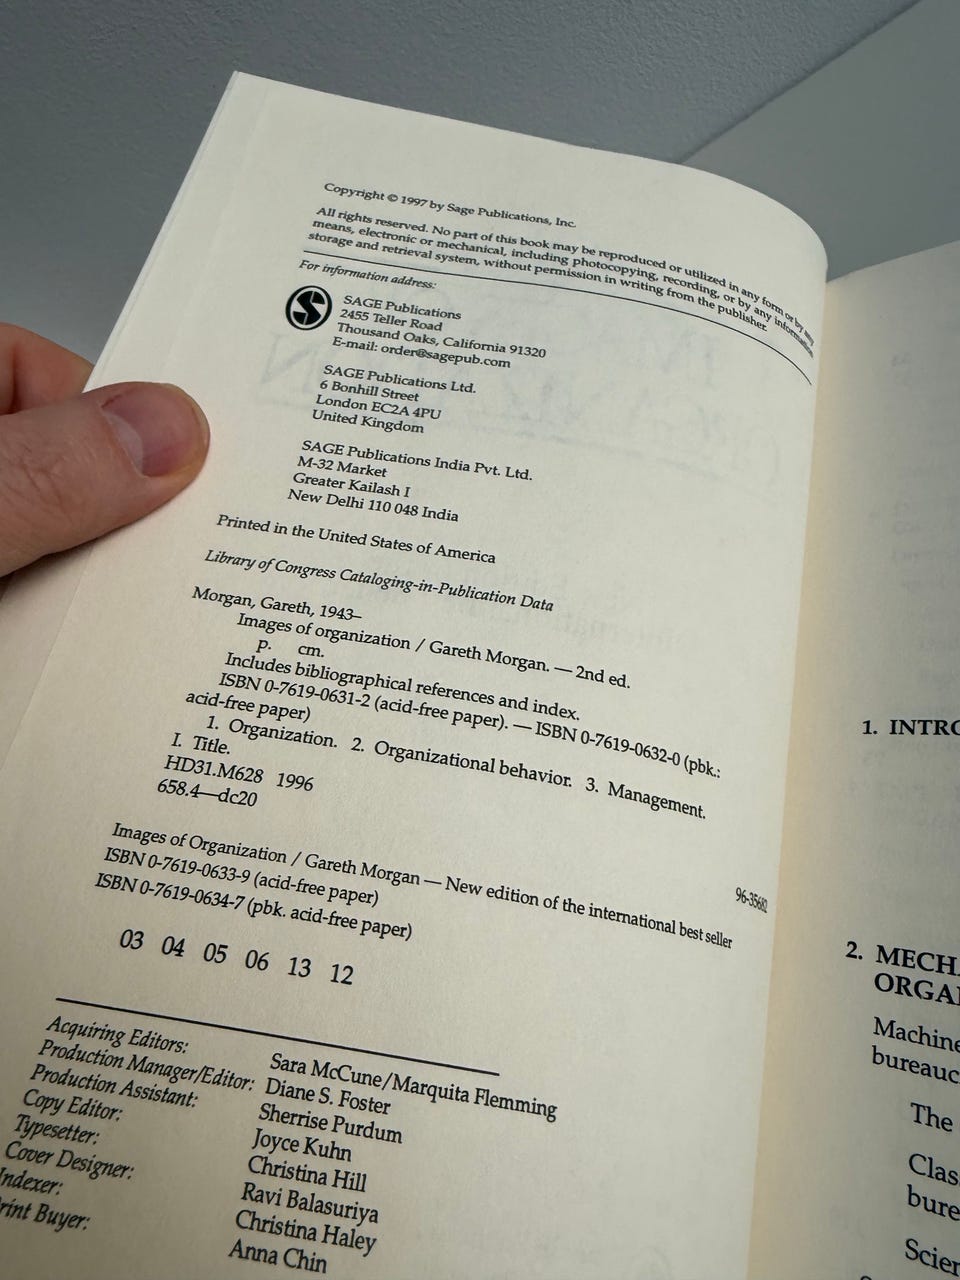 Copyright © 1997 by Sage Publications, Inc.
All rights reserved. No part of this book may be reproduced or utilized in any form or by any
means, electronic or mechanical, including photocopying, recording, or by any information
storage and retrieval system, without permission in writing from the publisher.
For information address:
S
SAGE Publications
2455 Teller Road
Thousand Oaks, California 91320
E-mail: order@sagepub.com
SAGE Publications Ltd.
6 Bonhill Street
London EC2A 4PU
United Kingdom
SAGE Publications India Pvt. Ltd.
M-32 Market
Greater Kailash I
New Delhi 110 048 India
Printed in the United States of America
Library of Congress Cataloging-in-Publication Data
Morgan, Gareth, 1943–
Images of organization / Gareth Morgan. — 2nd ed.
p. cm.
Includes bibliographical references and index.
ISBN 0-7619-0631-2 (acid-free paper). — ISBN 0-7619-0632-0 (pbk.:
acid-free paper)
1. Organization. 2. Organizational behavior. 3. Management.
I. Title.
HD31.M628 1996
658.4—dc20
96-35682
Images of Organization / Gareth Morgan — New edition of the international best seller
ISBN 0-7619-0633-9 (acid-free paper)
ISBN 0-7619-0634-7 (pbk. acid-free paper)
03 04 05 06 13 12
Acquiring Editors: Sara McCune/Marquita Flemming
Production Manager/Editor: Diane S. Foster
Production Assistant: Sherrise Purdum
Copy Editor: Joyce Kuhn
Typesetter: Christina Hill
Cover Designer: Ravi Balasuriya
Indexer: Christina Haley
Print Buyer: Anna Chin
1. INTRO
2. MECHA
ORGAN
Machine
bureauc
The
Clas
bure
Scien